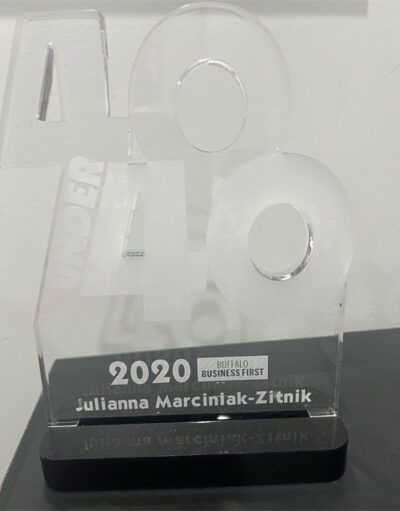 40
UNDER
40
2020 BUFFALO
BUSINESS FIRST
Julianna Marciniak-Zitnik